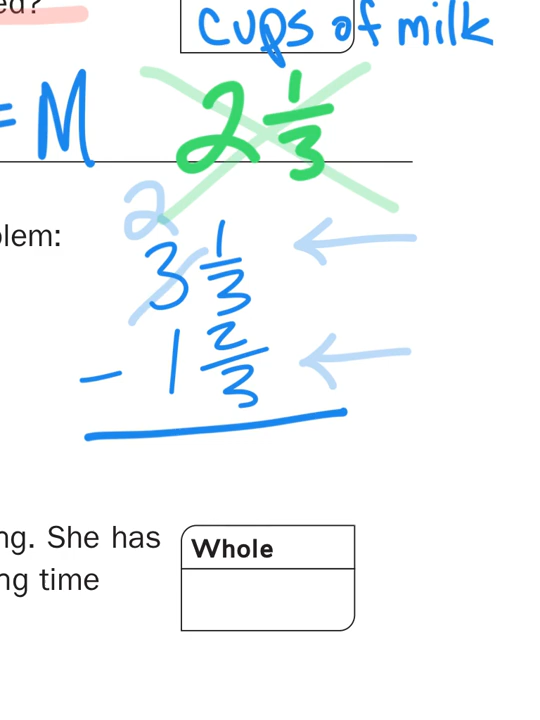 ed?
cups of milk
= M 2 1/3
2
lem:
3 1/3
- 1 2/3
ng. She has
Whole
ng time